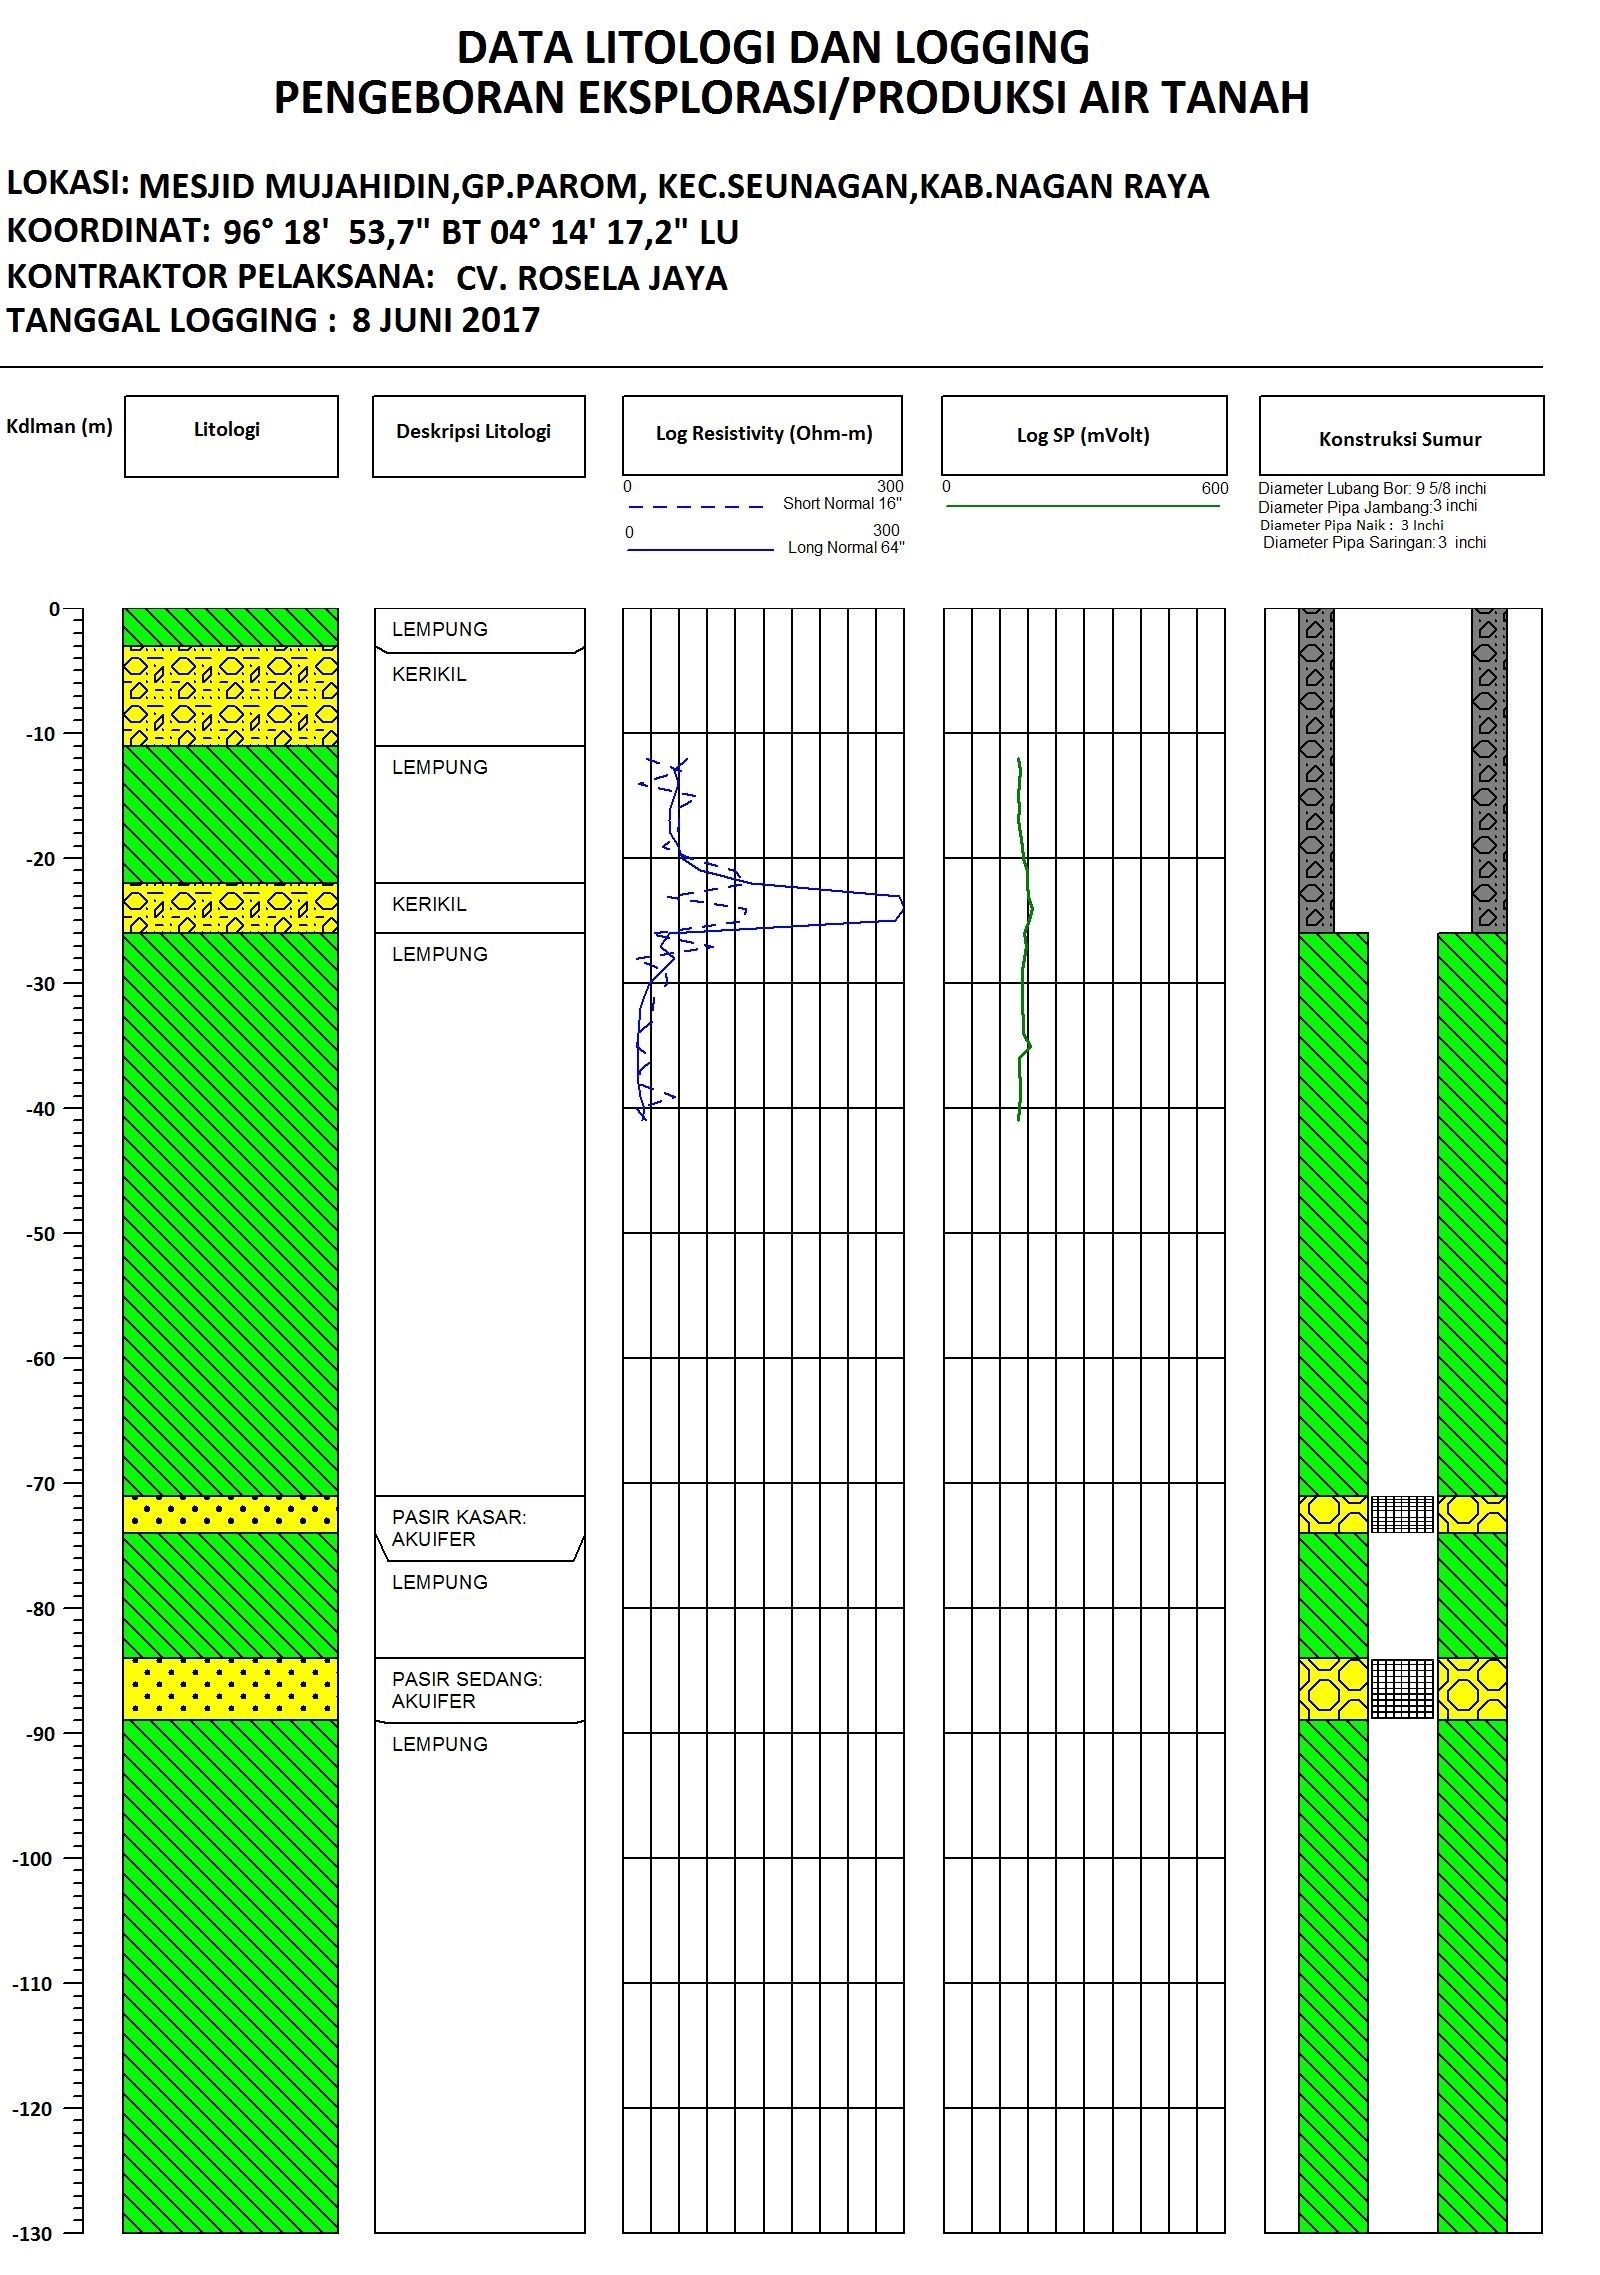 DATA LITOLOGI DAN LOGGING
PENGEBORAN EKSPLORASI/PRODUKSI AIR TANAH
LOKASI: MESJID MUJAHIDIN,GP.PAROM, KEC.SEUNAGAN,KAB.NAGAN RAYA
KOORDINAT: 96° 18' 53,7" BT 04° 14' 17,2" LU
KONTRAKTOR PELAKSANA: CV. ROSELA JAYA
TANGGAL LOGGING : 8 JUNI 2017
Kdlman (m)
Litologi
Deskripsi Litologi
Log Resistivity (Ohm-m)
Log SP (mVolt)
Konstruksi Sumur
0 300
Short Normal 16"
0 300
Long Normal 64"
0 600
Diameter Lubang Bor: 9 5/8 inchi
Diameter Pipa Jambang:3 inchi
Diameter Pipa Naik : 3 Inchi
Diameter Pipa Saringan:3 inchi
0
-10
-20
-30
-40
-50
-60
-70
-80
-90
-100
-110
-120
-130
LEMPUNG
KERIKIL
LEMPUNG
KERIKIL
LEMPUNG
PASIR KASAR:
AKUIFER
LEMPUNG
PASIR SEDANG:
AKUIFER
LEMPUNG